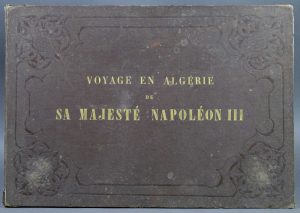 VOYAGE EN ALGÉRIE
DE
SA MAJESTÉ NAPOLÉON III